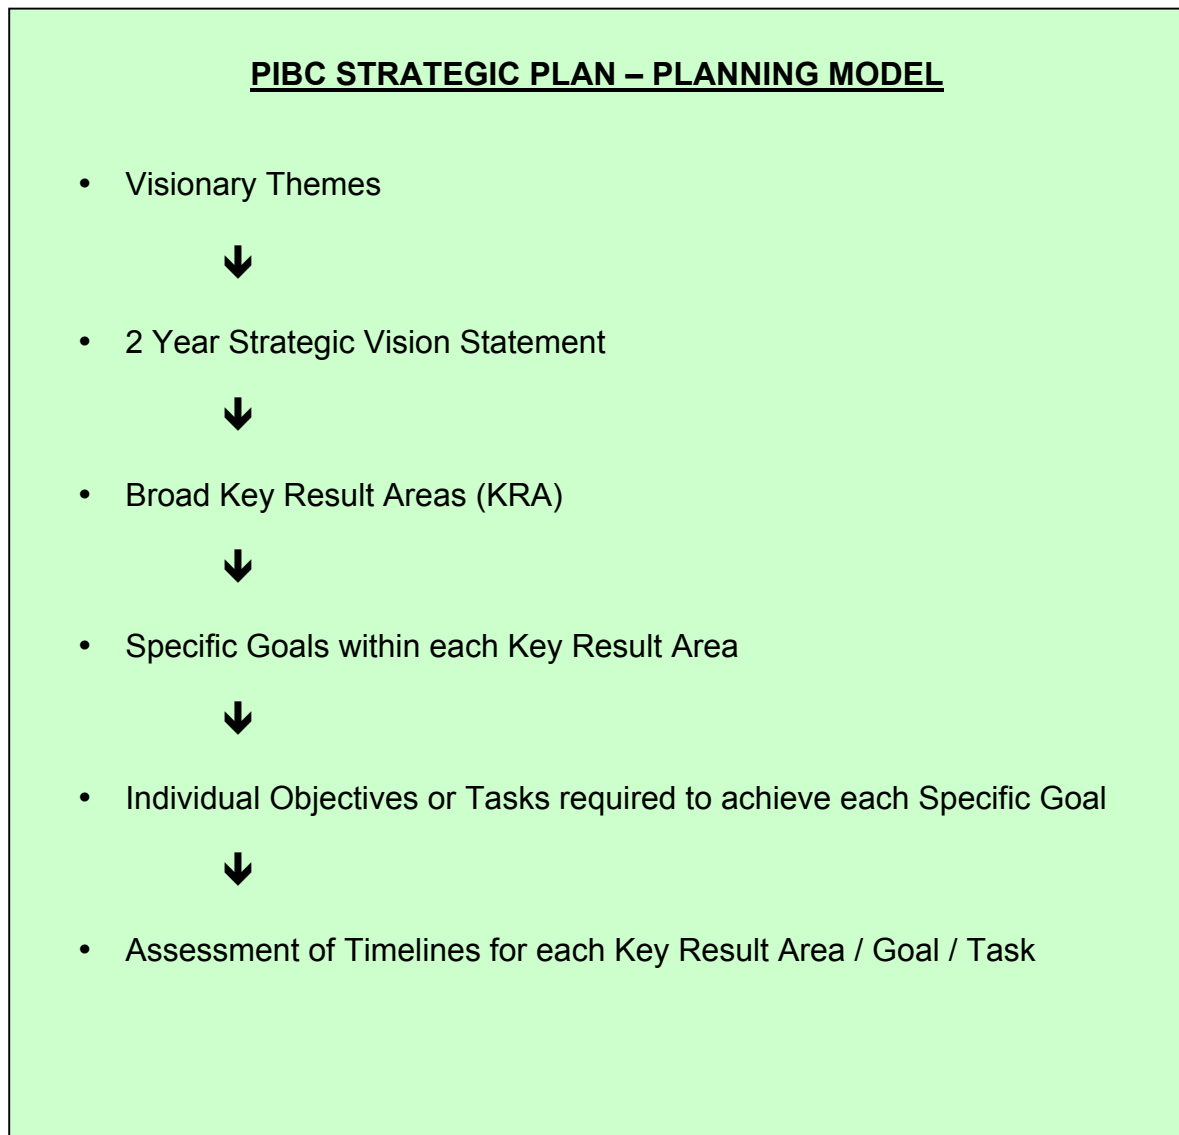 PIBC STRATEGIC PLAN – PLANNING MODEL
• Visionary Themes
🡻
• 2 Year Strategic Vision Statement
🡻
• Broad Key Result Areas (KRA)
🡻
• Specific Goals within each Key Result Area
🡻
• Individual Objectives or Tasks required to achieve each Specific Goal
🡻
• Assessment of Timelines for each Key Result Area / Goal / Task